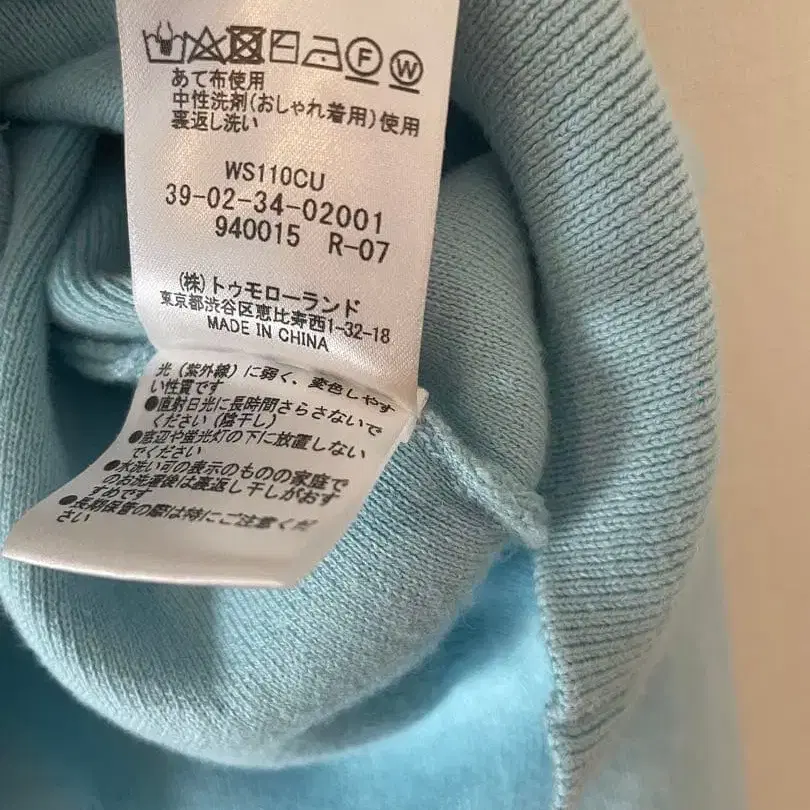 F W
あて布使用
中性洗剤(おしゃれ着用)使用
裏返し洗い
WS110CU
39-02-34-02001
940015 R-07
(株)トゥモローランド
東京都渋谷区恵比寿西1-32-18
MADE IN CHINA
光(紫外線)に弱く、変色しやす
い性質です
●直射日光に長時間さらさないで
ください(陰干し)
●窓辺や蛍光灯の下に放置しない
でください
●水洗い可の表示のものの家庭で
のお洗濯後は裏返し干しがおす
すめです
●長期保管の際は特にご注意くだ
さい